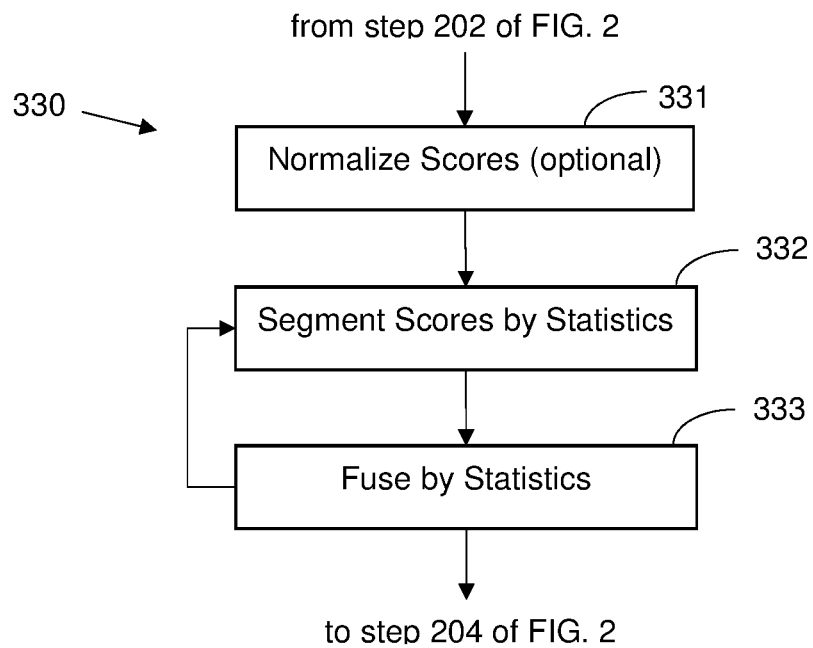 from step 202 of FIG. 2
330
331
Normalize Scores (optional)
332
Segment Scores by Statistics
333
Fuse by Statistics
to step 204 of FIG. 2